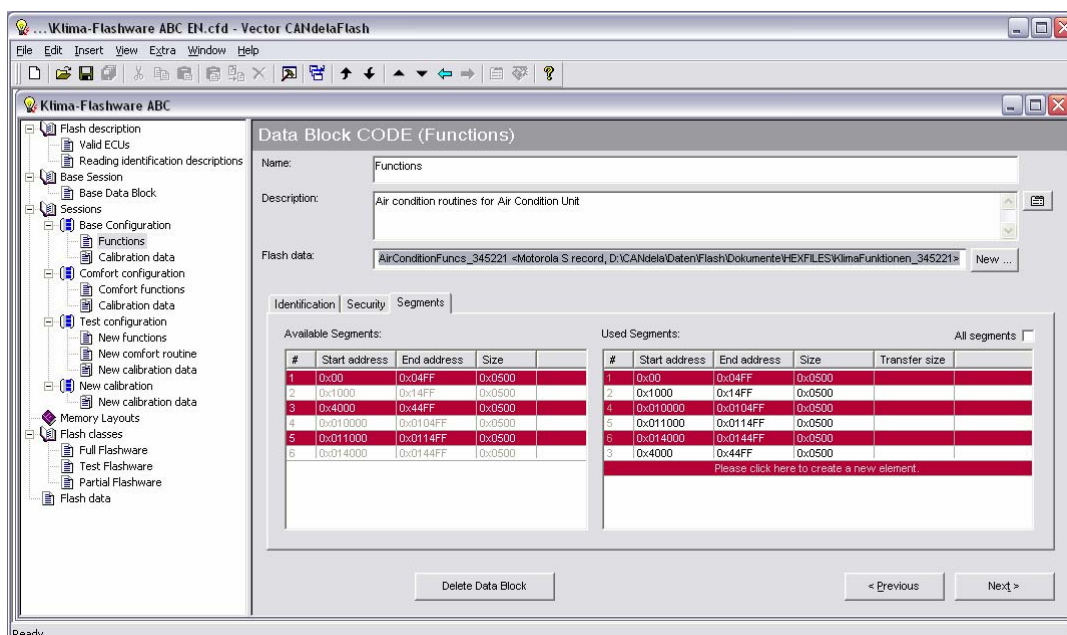 ...\Klima-Flashware ABC EN.cfd - Vector CANdelaFlash
File Edit Insert View Extra Window Help
Klima-Flashware ABC
Flash description
Valid ECUs
Reading identification descriptions
Base Session
Base Data Block
Sessions
Base Configuration
Functions
Calibration data
Comfort configuration
Comfort functions
Calibration data
Test configuration
New functions
New comfort routine
New calibration data
New calibration
New calibration data
Memory Layouts
Flash classes
Full Flashware
Test Flashware
Partial Flashware
Flash data
Data Block CODE (Functions)
Name: Functions
Description: Air condition routines for Air Condition Unit
Flash data: AirConditionFuncs_345221 <Motorola S record, D:\CANdela\Daten\Flash\Dokumente\HEXFILES\KlimaFunktionen_345221> New ...
Identification Security Segments
Available Segments:
# Start address End address Size
1 0x00 0x04FF 0x0500
2 0x1000 0x14FF 0x0500
3 0x4000 0x44FF 0x0500
4 0x010000 0x0104FF 0x0500
5 0x011000 0x0114FF 0x0500
6 0x014000 0x0144FF 0x0500
Used Segments: All segments
# Start address End address Size Transfer size
1 0x00 0x04FF 0x0500
2 0x1000 0x14FF 0x0500
4 0x010000 0x0104FF 0x0500
5 0x011000 0x0114FF 0x0500
6 0x014000 0x0144FF 0x0500
3 0x4000 0x44FF 0x0500
Please click here to create a new element.
Delete Data Block < Previous Next >
Ready